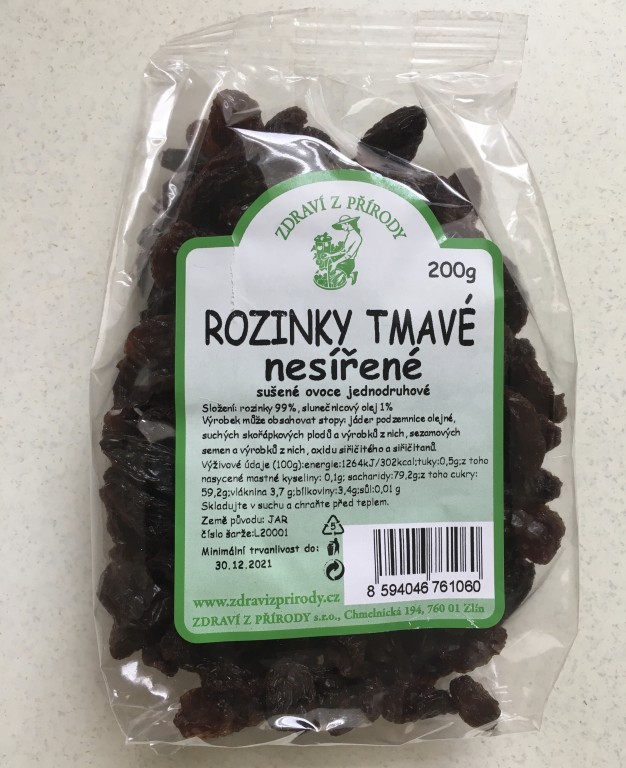 ZDRAVÍ Z PŘÍRODY
200g
ROZINKY TMAVÉ
nesířené
sušené ovoce jednodruhové
Složení: rozinky 99%, slunečnicový olej 1%
Výrobek může obsahovat stopy: jáder podzemnice olejné,
suchých skořápkových plodů a výrobků z nich, sezamových
semen a výrobků z nich, oxidu siřičitého a siřičitanů.
Výživové údaje (100g):energie:1264kJ/302kcal;tuky:0,5g;z toho
nasycené mastné kyseliny: 0,1g; sacharidy:79,2g;z toho cukry:
59,2g;vláknina 3,7 g;bílkoviny:3,4g;sůl:0,01 g
Skladujte v suchu a chraňte před teplem.
Země původu: JAR
číslo šarže:L20001
5
Minimální trvanlivost do:
30.12.2021
8 594046 761060
www.zdravizprirody.cz
ZDRAVÍ Z PŘÍRODY s.r.o., Chmelnická 194, 760 01 Zlín